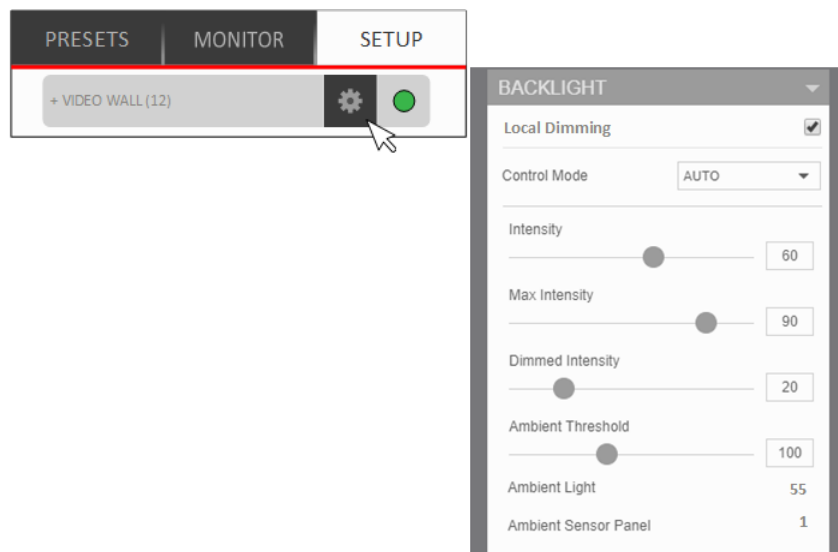 PRESETS MONITOR SETUP
+ VIDEO WALL (12)
BACKLIGHT
Local Dimming
Control Mode AUTO
Intensity
60
Max Intensity
90
Dimmed Intensity
20
Ambient Threshold
100
Ambient Light 55
Ambient Sensor Panel 1